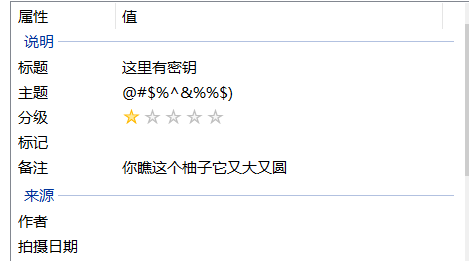 属性 值
说明
标题 这里有密钥
主题 @#$%^&%%$)
分级
标记
备注 你瞧这个柚子它又大又圆
来源
作者
拍摄日期